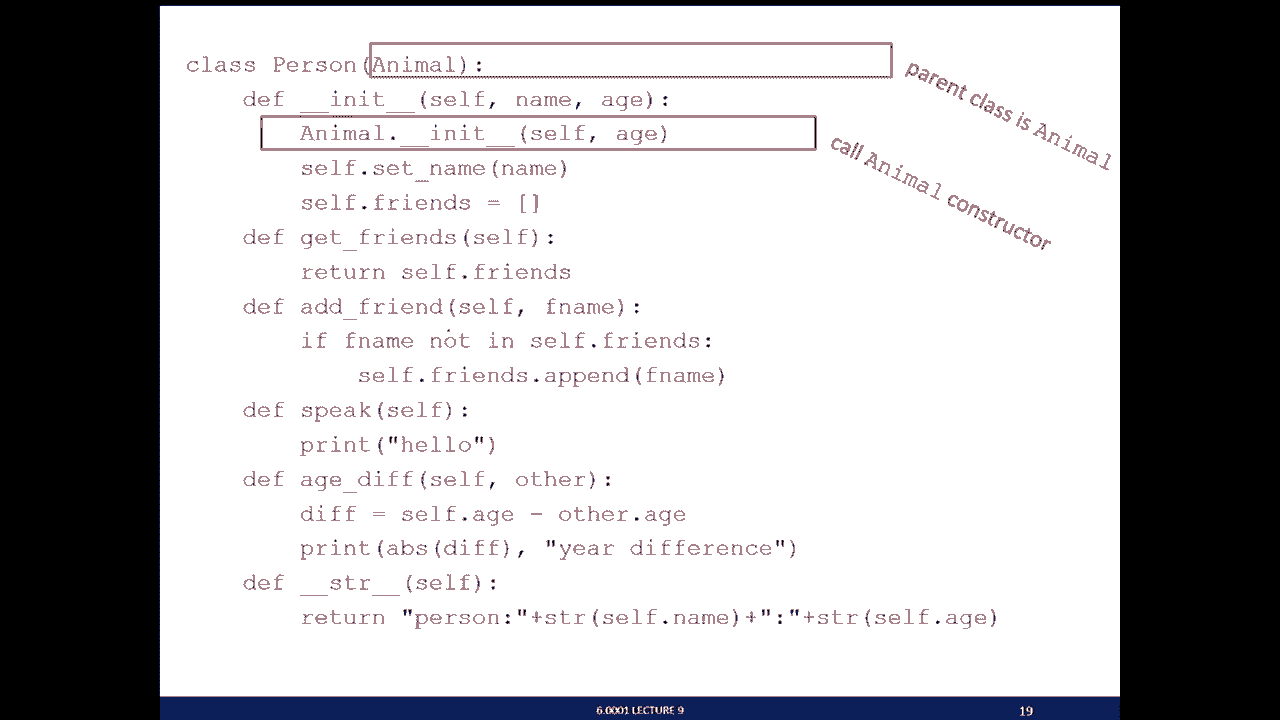 class Person(Animal):
    def __init__(self, name, age):
        Animal.__init__(self, age)
        self.set_name(name)
        self.friends = []
    def get_friends(self):
        return self.friends
    def add_friend(self, fname):
        if fname not in self.friends:
            self.friends.append(fname)
    def speak(self):
        print("hello")
    def age_diff(self, other):
        diff = self.age - other.age
        print(abs(diff), "year difference")
    def __str__(self):
        return "person:"+str(self.name)+":"+str(self.age)
parent class is Animal
call Animal constructor
6.0001 LECTURE 9
19